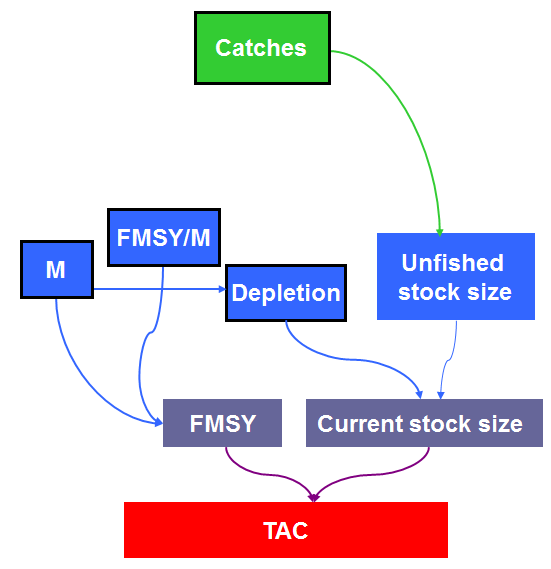 Catches
FMSY/M
M
Unfished
stock size
Depletion
FMSY
Current stock size
TAC